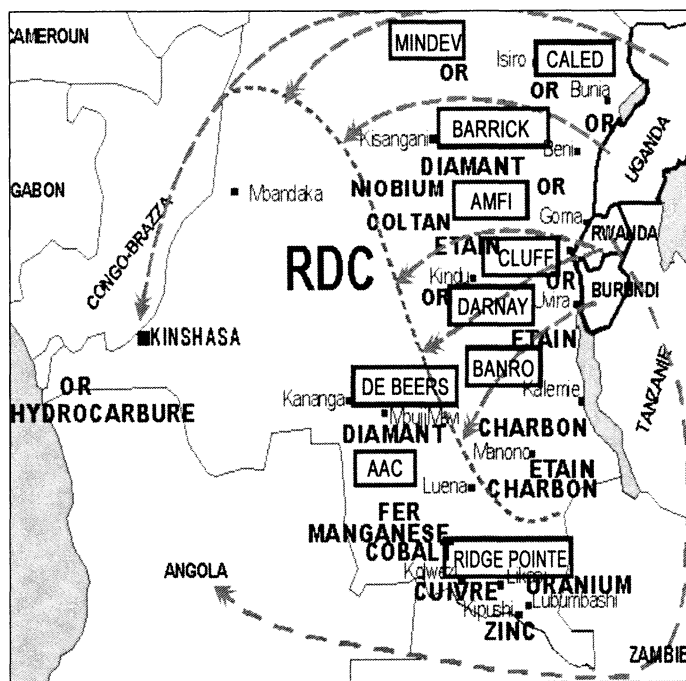 CAMEROUN
MINDEV
OR
Isiro
CALED
OR
Bunia
OR
UGANDA
Kisangani
BARRICK
Beni
DIAMANT
GABON
Mbandaka
NIOBIUM
AMFI
OR
COLTAN
Goma
CONGO-BRAZZA
RDC
ETAIN
CLUFF
RWANDA
Kindu
OR
OR
DARNAY
Uvira
BURUNDI
KINSHASA
ETAIN
BANRO
TANZANIE
OR
HYDROCARBURE
Kananga
DE BEERS
Kalemie
Mbuji Mayi
DIAMANT
CHARBON
AAC
Manono
ETAIN
Luena
CHARBON
FER
MANGANESE
COBALT
RIDGE POINTE
ANGOLA
Kolwezi
Likasi
CUIVRE
URANIUM
Kipushi
Lubumbashi
ZINC
ZAMBIE